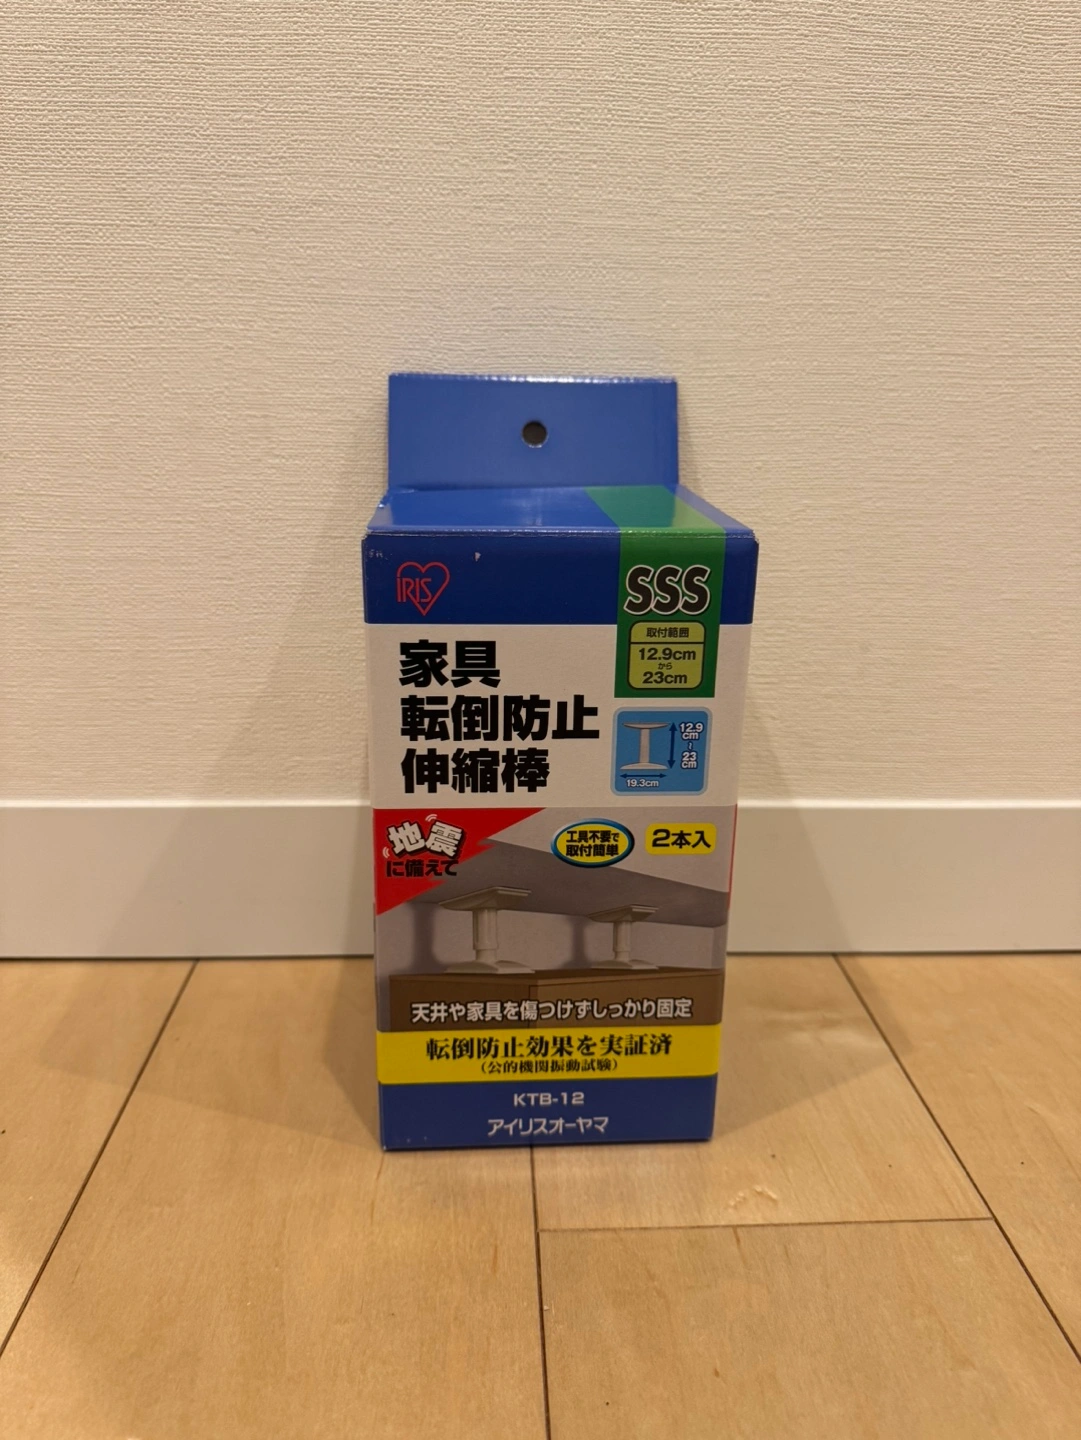 IRIS
SSS
取付範囲
12.9cm
から
23cm
家具
転倒防止
伸縮棒
12.9
cm
~
23
cm
19.3cm
地震
に備えて
工具不要で
取付簡単
2本入
天井や家具を傷つけずしっかり固定
転倒防止効果を実証済
(公的機関振動試験)
KTB-12
アイリスオーヤマ